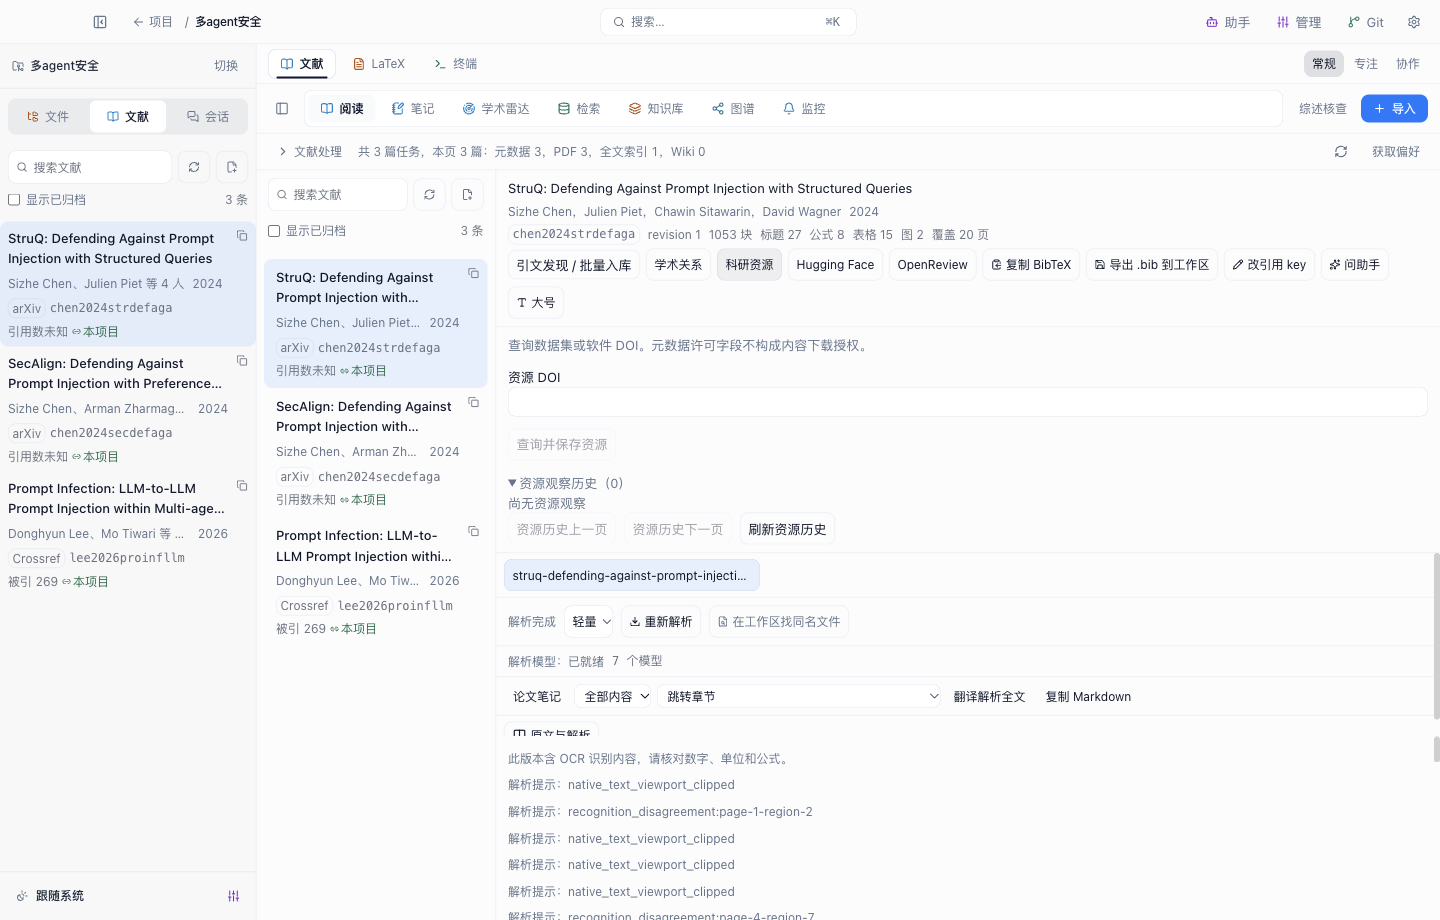 项目 / 多agent安全
搜索... ⌘K
助手 管理 Git
多agent安全 切换
文件 文献 会话
搜索文献
显示已归档 3 条
StruQ: Defending Against Prompt
Injection with Structured Queries
Sizhe Chen、Julien Piet 等 4 人 2024
arXiv chen2024strdefaga
引用数未知 本项目
SecAlign: Defending Against
Prompt Injection with Preference...
Sizhe Chen、Arman Zharmag... 2024
arXiv chen2024secdefaga
引用数未知 本项目
Prompt Infection: LLM-to-LLM
Prompt Injection within Multi-age...
Donghyun Lee、Mo Tiwari 等 ... 2026
Crossref lee2026proinfllm
被引 269 本项目
跟随系统
文献 LaTeX 终端
常规 专注 协作
阅读 笔记 学术雷达 检索 知识库 图谱 监控
综述核查 导入
文献处理 共 3 篇任务，本页 3 篇：元数据 3，PDF 3，全文索引 1，Wiki 0
获取偏好
搜索文献
显示已归档 3 条
StruQ: Defending Against
Prompt Injection with...
Sizhe Chen、Julien Piet... 2024
arXiv chen2024strdefaga
引用数未知 本项目
SecAlign: Defending Against
Prompt Injection with...
Sizhe Chen、Arman Zh... 2024
arXiv chen2024secdefaga
引用数未知 本项目
Prompt Infection: LLM-to-
LLM Prompt Injection withi...
Donghyun Lee、Mo Tiw... 2026
Crossref lee2026proinfllm
被引 269 本项目
StruQ: Defending Against Prompt Injection with Structured Queries
Sizhe Chen，Julien Piet，Chawin Sitawarin，David Wagner 2024
chen2024strdefaga revision 1 1053 块 标题 27 公式 8 表格 15 图 2 覆盖 20 页
引文发现 / 批量入库 学术关系 科研资源 Hugging Face OpenReview 复制 BibTeX 导出 .bib 到工作区 改引用 key 问助手
大号
查询数据集或软件 DOI。元数据许可字段不构成内容下载授权。
资源 DOI
查询并保存资源
资源观察历史（0）
尚无资源观察
资源历史上一页 资源历史下一页 刷新资源历史
struq-defending-against-prompt-injecti...
解析完成 轻量 重新解析 在工作区找同名文件
解析模型：已就绪 7 个模型
论文笔记 全部内容 跳转章节 翻译解析全文 复制 Markdown
原文与解析
此版本含 OCR 识别内容，请核对数字、单位和公式。
解析提示：native_text_viewport_clipped
解析提示：recognition_disagreement:page-1-region-2
解析提示：native_text_viewport_clipped
解析提示：native_text_viewport_clipped
解析提示：native_text_viewport_clipped
解析提示：recognition_disagreement:page-4-region-7